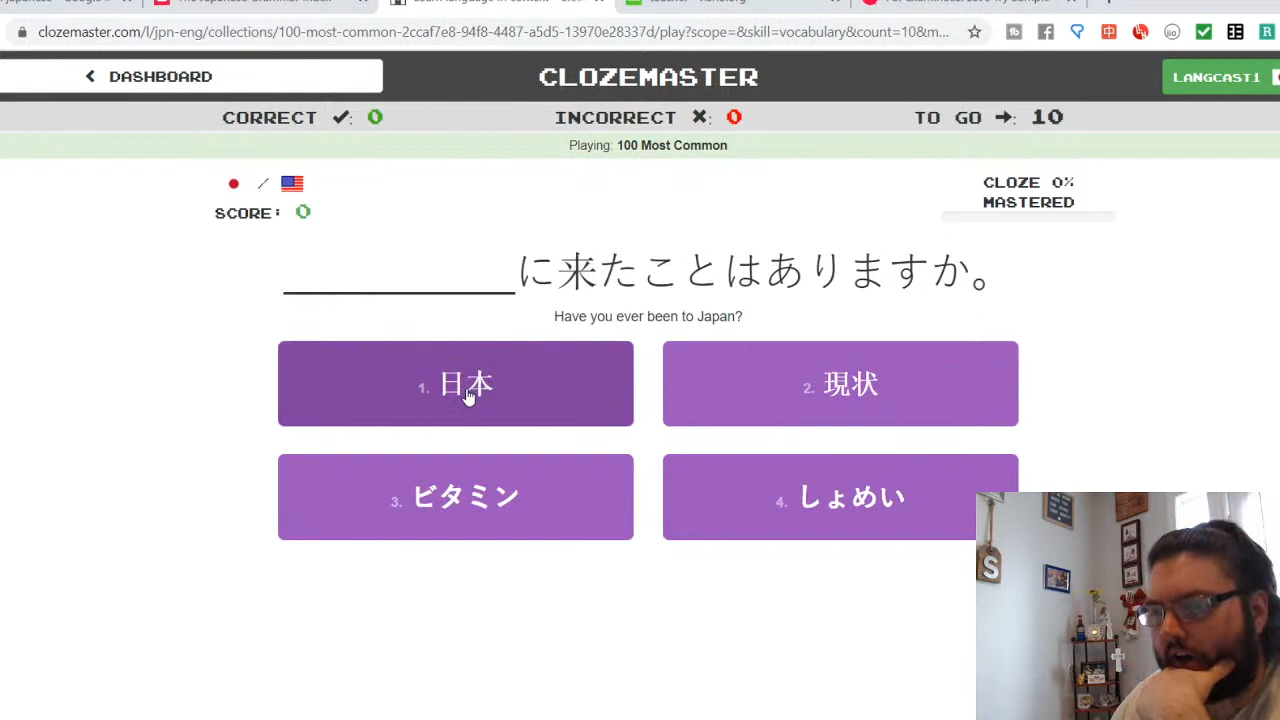 clozemaster.com/l/jpn-eng/collections/100-most-common-25caf7e8-94f8-44e7-a5d5-13970e28337d/play?scope=&skill=vocabulary&count=10&m...
DASHBOARD
CLOZEMASTER
LANGCAST1
CORRECT ✔: 0
INCORRECT ✖: 0
TO GO ➔: 10
Playing: 100 Most Common
SCORE: 0
CLOZE 0%
MASTERED
に来たことはありますか。
Have you ever been to Japan?
1. 日本
2. 現状
3. ビタミン
4. しょめい
S